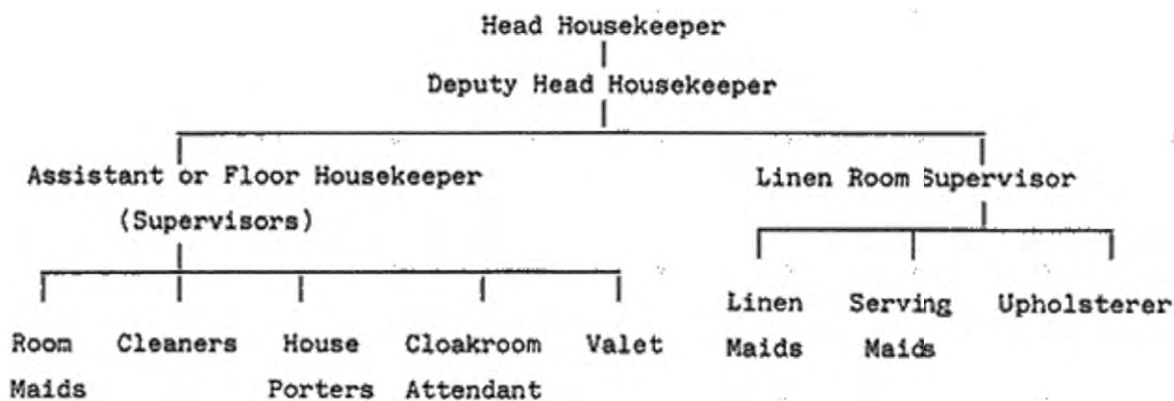 Head Housekeeper
Deputy Head Housekeeper
Assistant or Floor Housekeeper
(Supervisors)
Linen Room Supervisor
Room Maids
Cleaners
House Porters
Cloakroom Attendant
Valet
Linen Maids
Serving Maids
Upholsterer